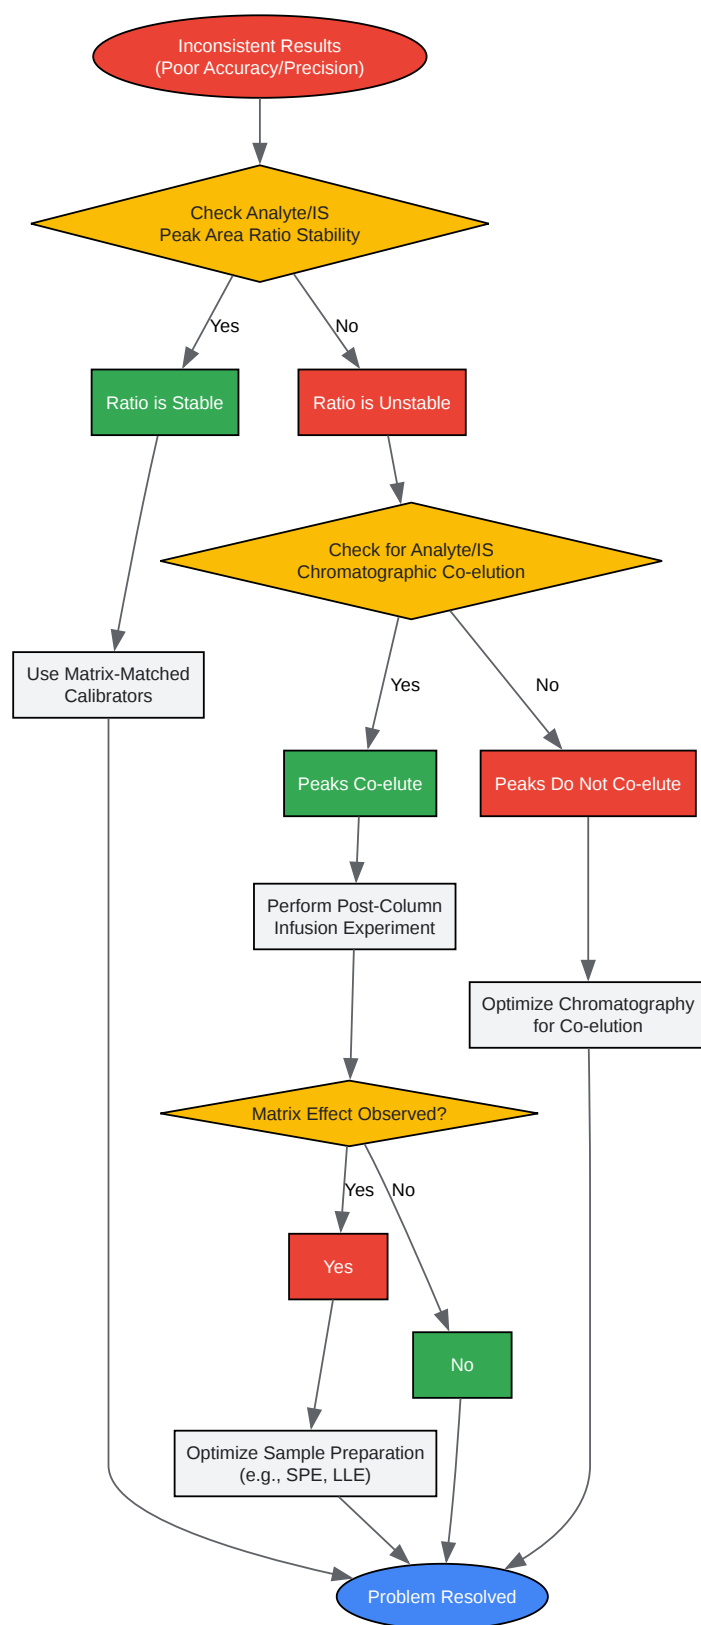 Inconsistent Results
(Poor Accuracy/Precision)
Check Analyte/IS
Peak Area Ratio Stability
Yes
No
Ratio is Stable
Ratio is Unstable
Check for Analyte/IS
Chromatographic Co-elution
Use Matrix-Matched
Calibrators
Yes
No
Peaks Co-elute
Peaks Do Not Co-elute
Perform Post-Column
Infusion Experiment
Optimize Chromatography
for Co-elution
Matrix Effect Observed?
Yes
No
Yes
No
Optimize Sample Preparation
(e.g., SPE, LLE)
Problem Resolved